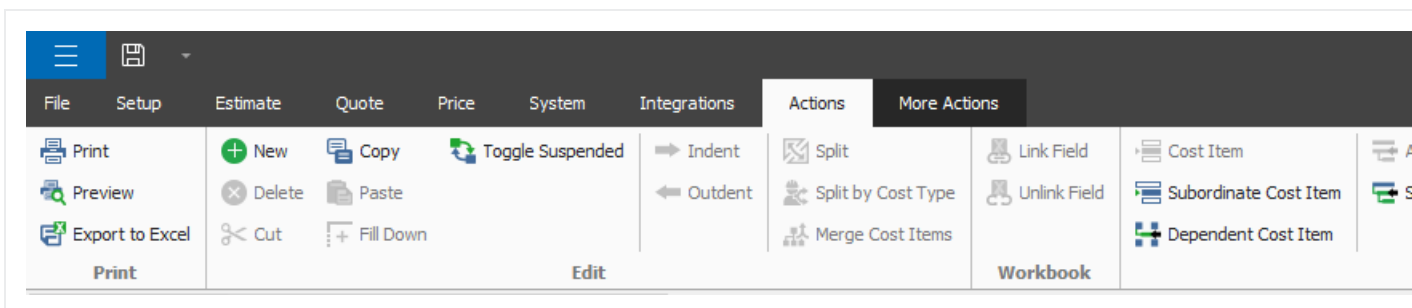 File Setup Estimate Quote Price System Integrations Actions More Actions
Print New Copy Toggle Suspended Indent Split Link Field Cost Item
Preview Delete Paste Outdent Split by Cost Type Unlink Field Subordinate Cost Item
Export to Excel Cut Fill Down Merge Cost Items Dependent Cost Item
Print Edit Workbook